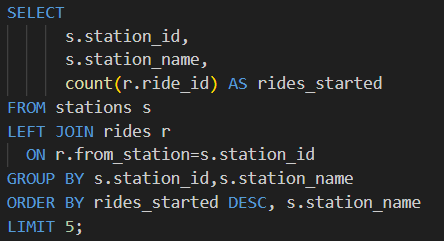 SELECT
s.station_id,
s.station_name,
count(r.ride_id) AS rides_started
FROM stations s
LEFT JOIN rides r
ON r.from_station=s.station_id
GROUP BY s.station_id,s.station_name
ORDER BY rides_started DESC, s.station_name
LIMIT 5;